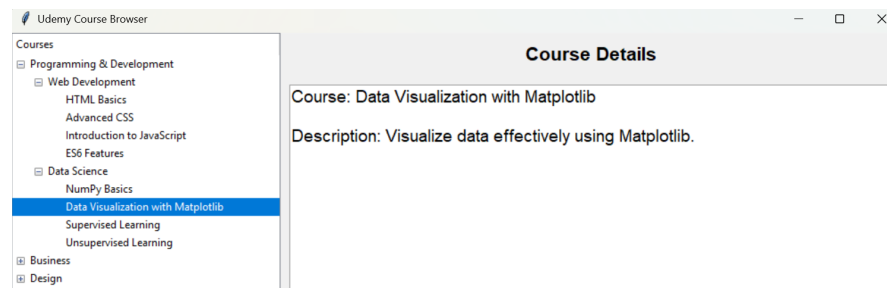 Udemy Course Browser
Courses
Programming & Development
Web Development
HTML Basics
Advanced CSS
Introduction to JavaScript
ES6 Features
Data Science
NumPy Basics
Data Visualization with Matplotlib
Supervised Learning
Unsupervised Learning
Business
Design
Course Details
Course: Data Visualization with Matplotlib
Description: Visualize data effectively using Matplotlib.